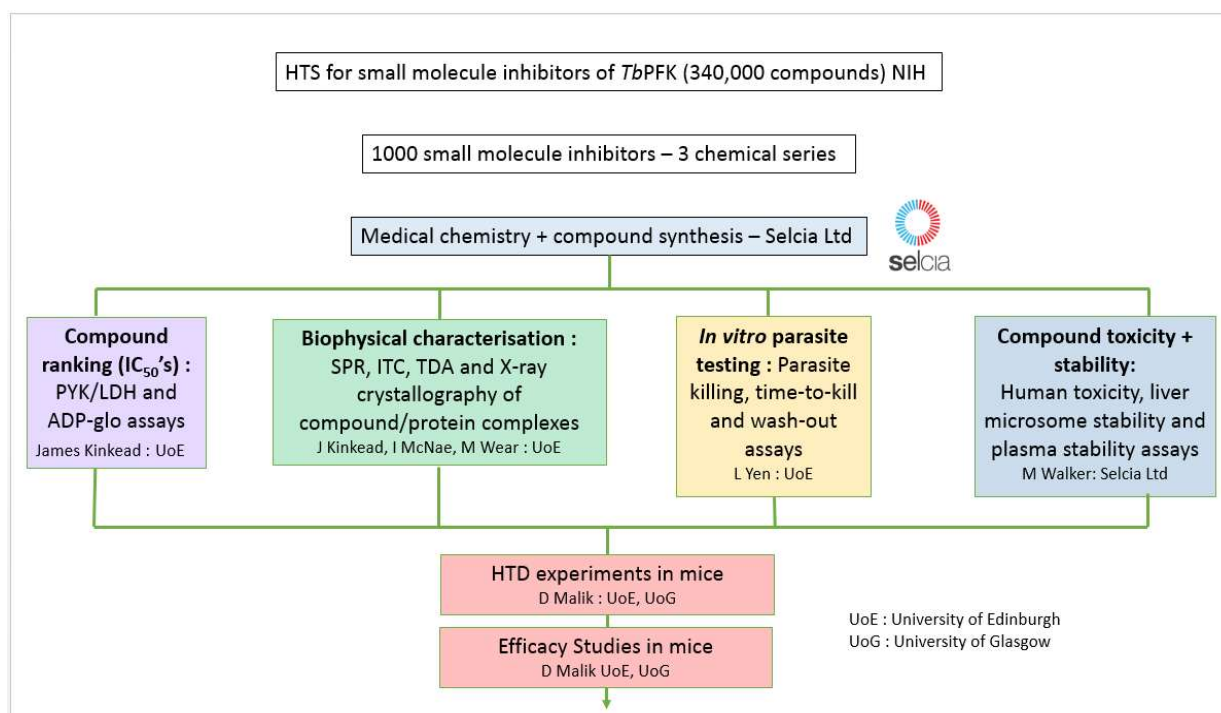 HTS for small molecule inhibitors of TbPFK (340,000 compounds) NIH
1000 small molecule inhibitors – 3 chemical series
Medical chemistry + compound synthesis – Selcia Ltd
selcia
Compound
ranking (IC50's) :
PYK/LDH and
ADP-glo assays
James Kinkead : UoE
Biophysical characterisation :
SPR, ITC, TDA and X-ray
crystallography of
compound/protein complexes
J Kinkead, I McNae, M Wear : UoE
In vitro parasite
testing : Parasite
killing, time-to-kill
and wash-out
assays
L Yen : UoE
Compound toxicity +
stability:
Human toxicity, liver
microsome stability and
plasma stability assays
M Walker: Selcia Ltd
HTD experiments in mice
D Malik : UoE, UoG
Efficacy Studies in mice
D Malik UoE, UoG
UoE : University of Edinburgh
UoG : University of Glasgow